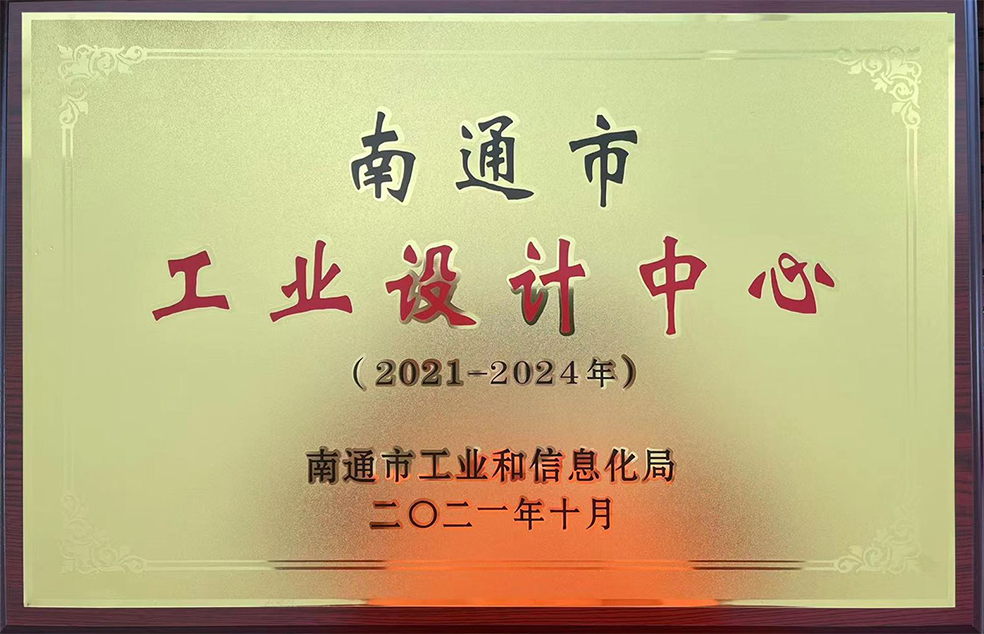 南通市
工业设计中心
(2021-2024年)
南通市工业和信息化局
二〇二一年十月